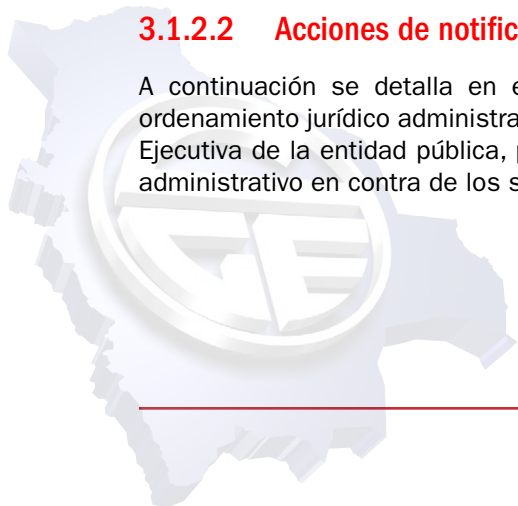 3.1.2.2 Acciones de notific
A continuación se detalla en e
ordenamiento jurídico administra
Ejecutiva de la entidad pública, p
administrativo en contra de los s
CGE